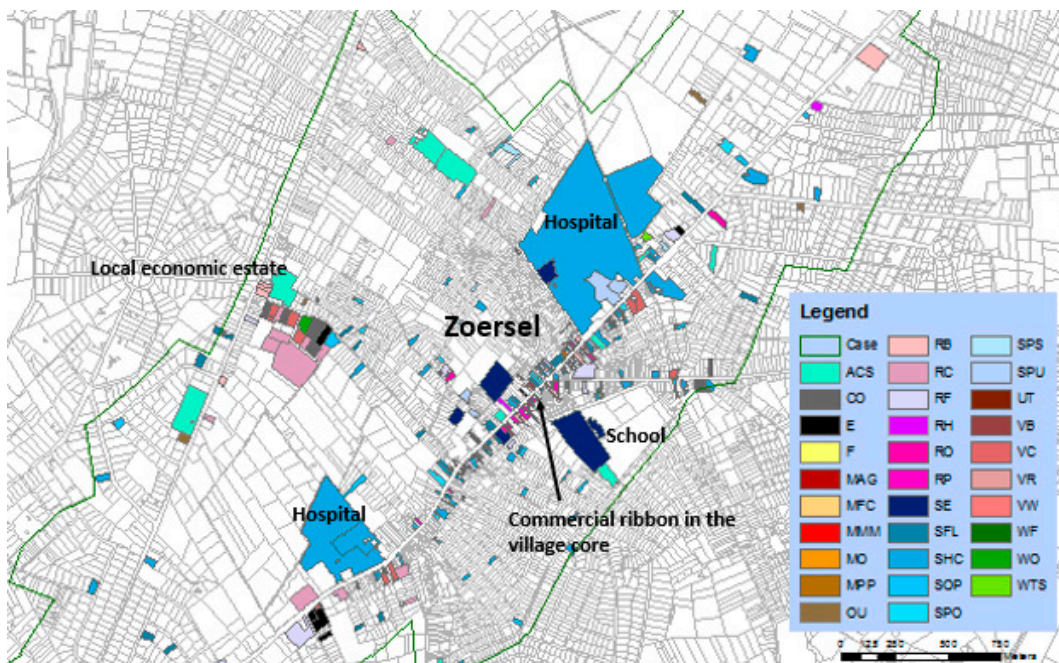 Hospital
Local economic estate
Zoersel
School
Hospital
Commercial ribbon in the
village core
Legend
Case
ACS
CO
E
F
MAG
MFC
MMM
MO
MPP
OU
RB
RC
RF
RH
RO
RP
SE
SFL
SHC
SOP
SPO
SPS
SPU
UT
VB
VC
VR
VW
WF
WO
WTS
0 125 250 500 750
Meters